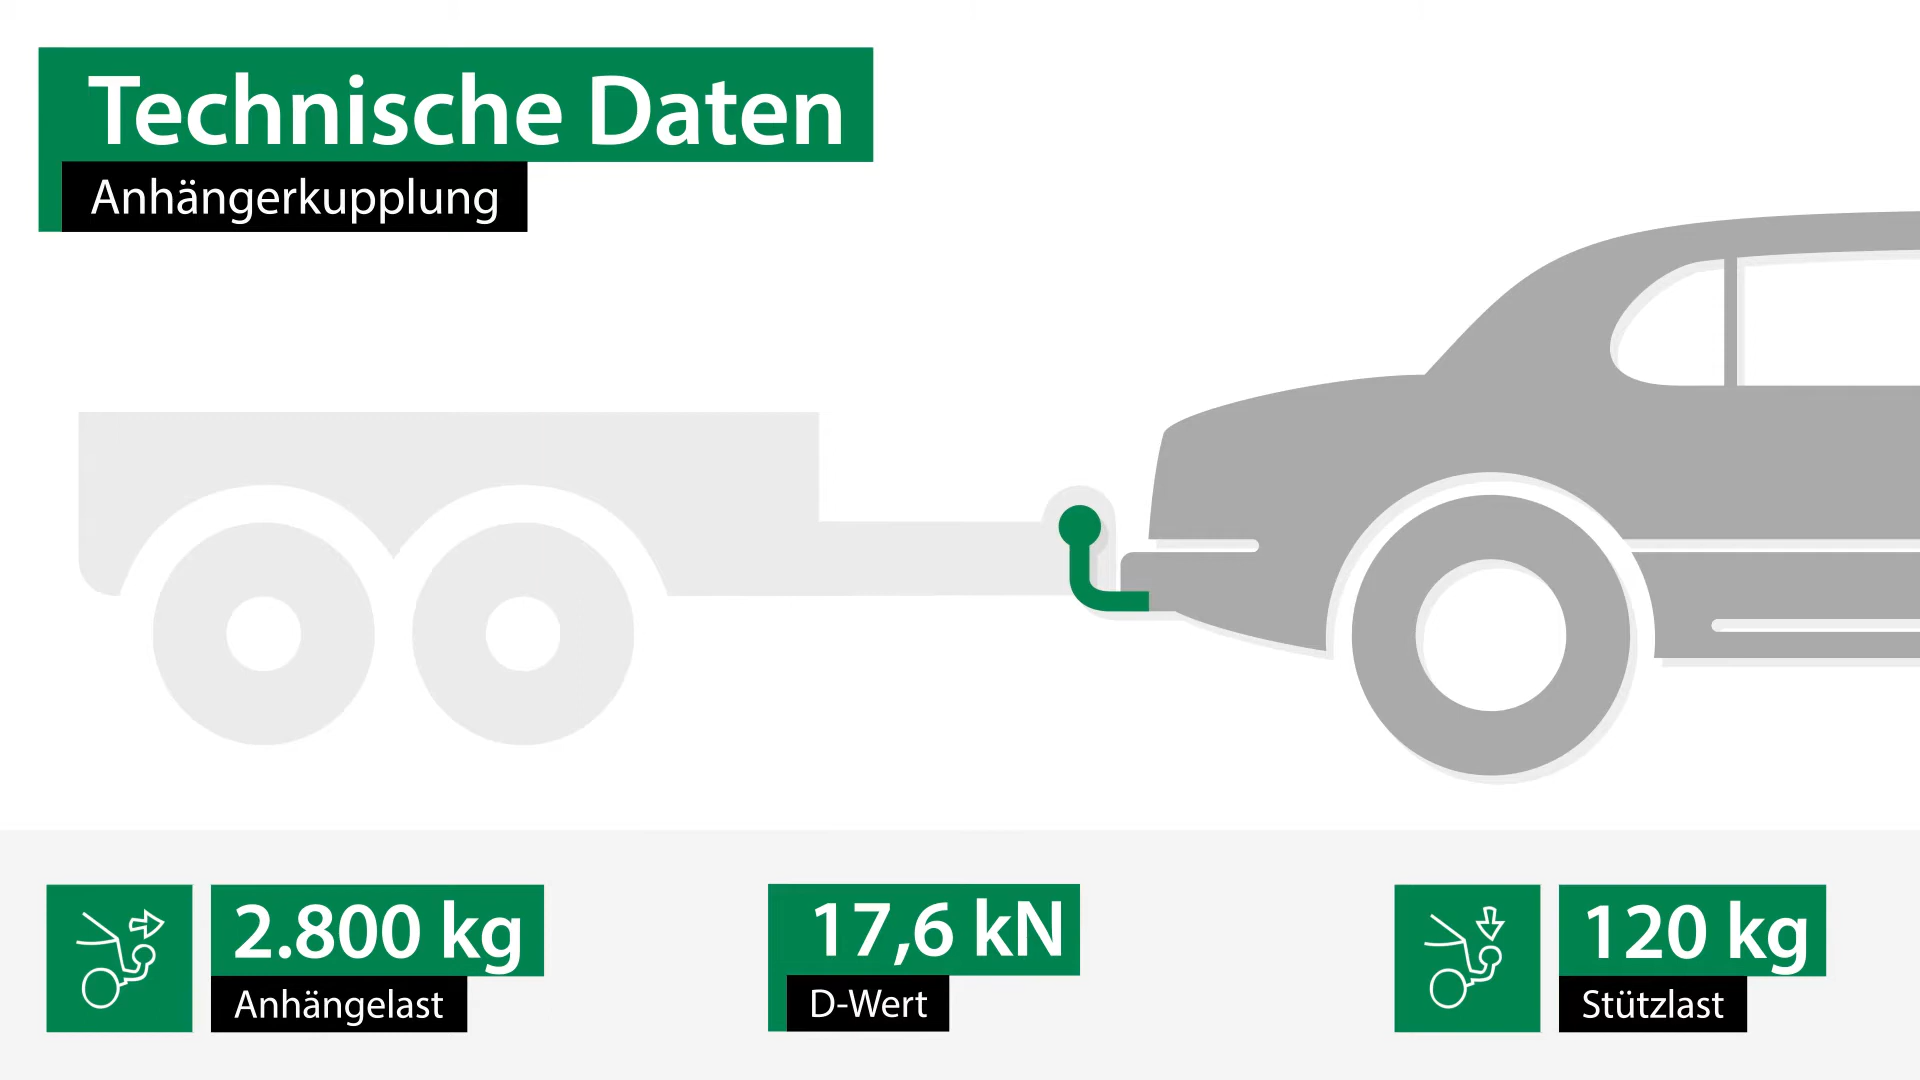 Technische Daten
Anhängerkupplung
2.800 kg
Anhängelast
17,6 kN
D-Wert
120 kg
Stützlast